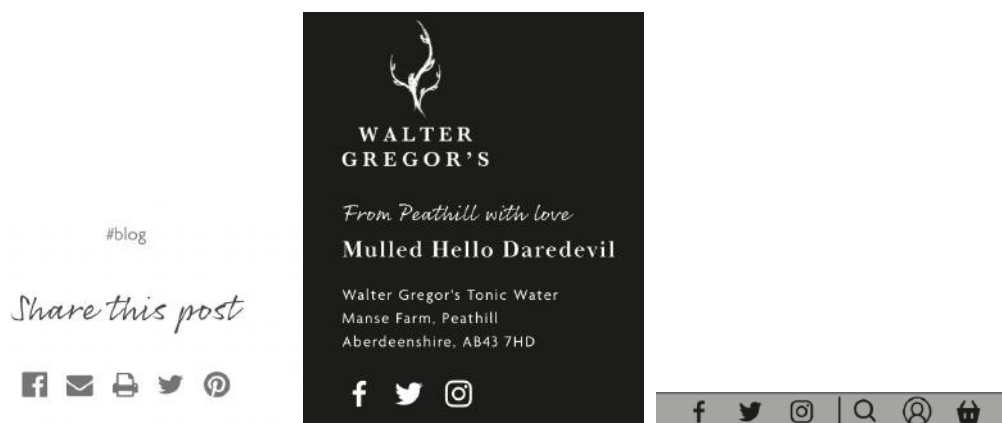 #blog
Share this post
WALTER
GREGOR'S
From Peathill with love
Mulled Hello Daredevil
Walter Gregor's Tonic Water
Manse Farm, Peathill
Aberdeenshire, AB43 7HD